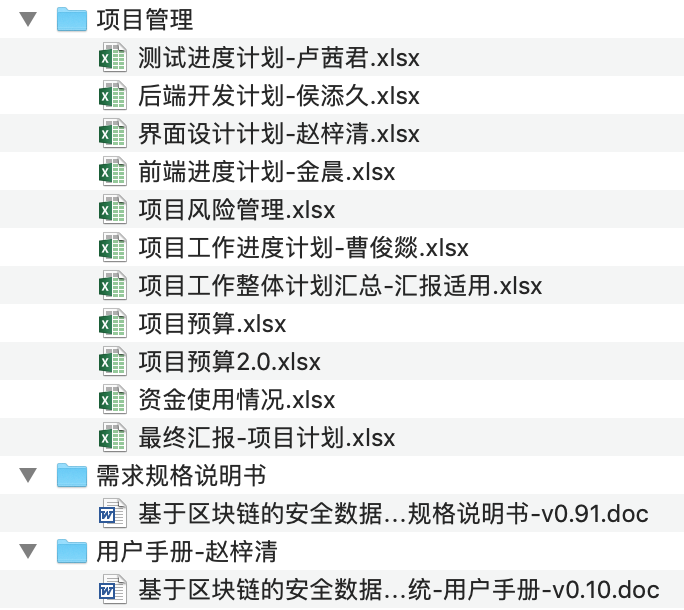 项目管理
测试进度计划-卢茜君.xlsx
后端开发计划-侯添久.xlsx
界面设计计划-赵梓清.xlsx
前端进度计划-金晨.xlsx
项目风险管理.xlsx
项目工作进度计划-曹俊燚.xlsx
项目工作整体计划汇总-汇报适用.xlsx
项目预算.xlsx
项目预算2.0.xlsx
资金使用情况.xlsx
最终汇报-项目计划.xlsx
需求规格说明书
基于区块链的安全数据...规格说明书-v0.91.doc
用户手册-赵梓清
基于区块链的安全数据...统-用户手册-v0.10.doc